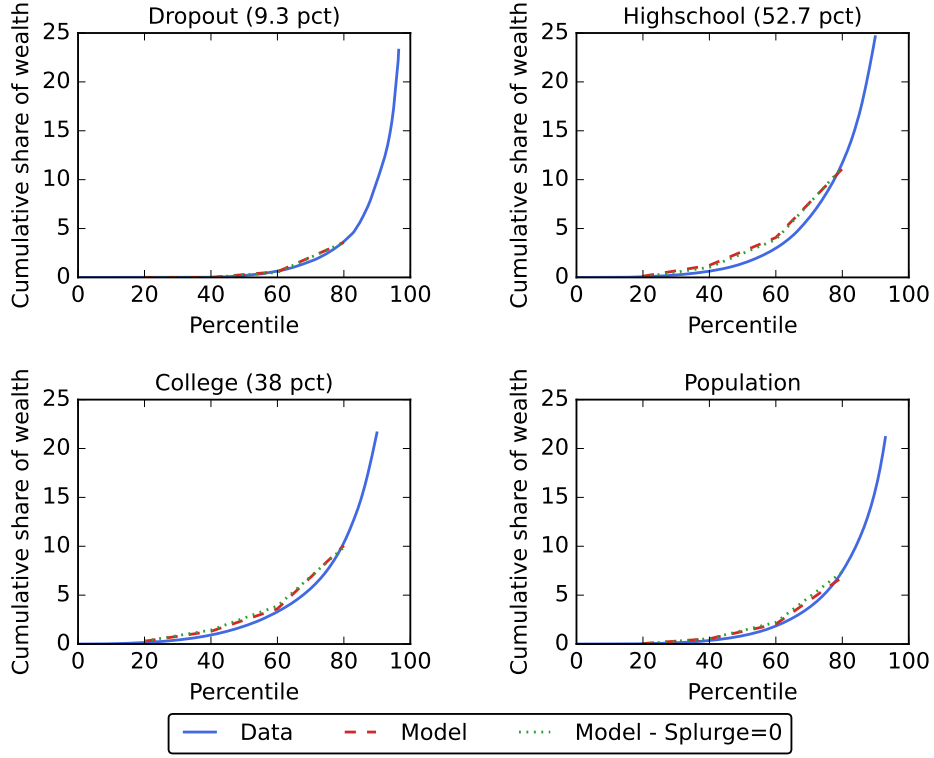 Dropout (9.3 pct)
Cumulative share of wealth
25
20
15
10
5
0
0 20 40 60 80 100
Percentile
Highschool (52.7 pct)
Cumulative share of wealth
25
20
15
10
5
0
0 20 40 60 80 100
Percentile
College (38 pct)
Cumulative share of wealth
25
20
15
10
5
0
0 20 40 60 80 100
Percentile
Population
Cumulative share of wealth
25
20
15
10
5
0
0 20 40 60 80 100
Percentile
Data Model Model - Splurge=0